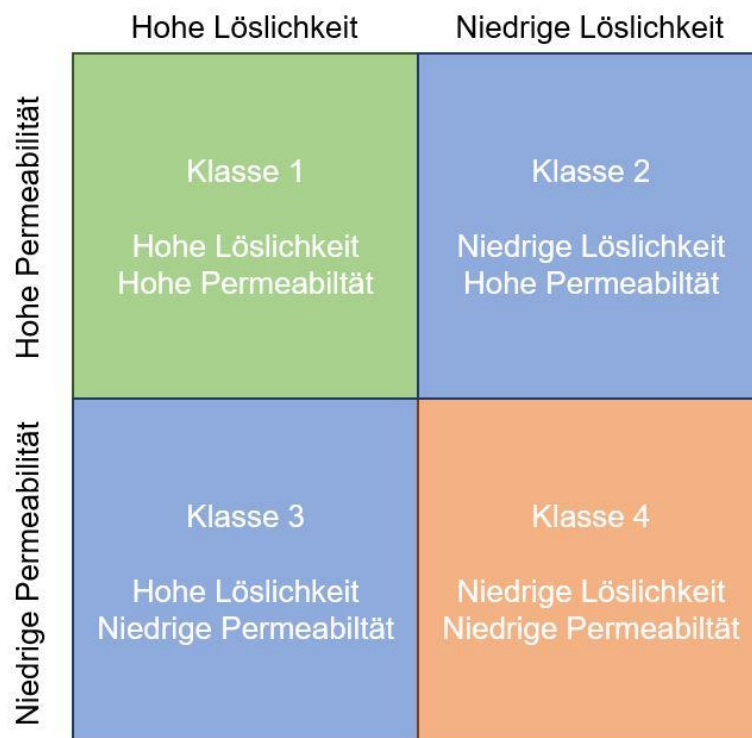 Hohe Löslichkeit
Niedrige Löslichkeit
Hohe Permeabilität
Klasse 1
Hohe Löslichkeit
Hohe Permeabiltät
Klasse 2
Niedrige Löslichkeit
Hohe Permeabiltät
Niedrige Permeabilität
Klasse 3
Hohe Löslichkeit
Niedrige Permeabiltät
Klasse 4
Niedrige Löslichkeit
Niedrige Permeabiltät